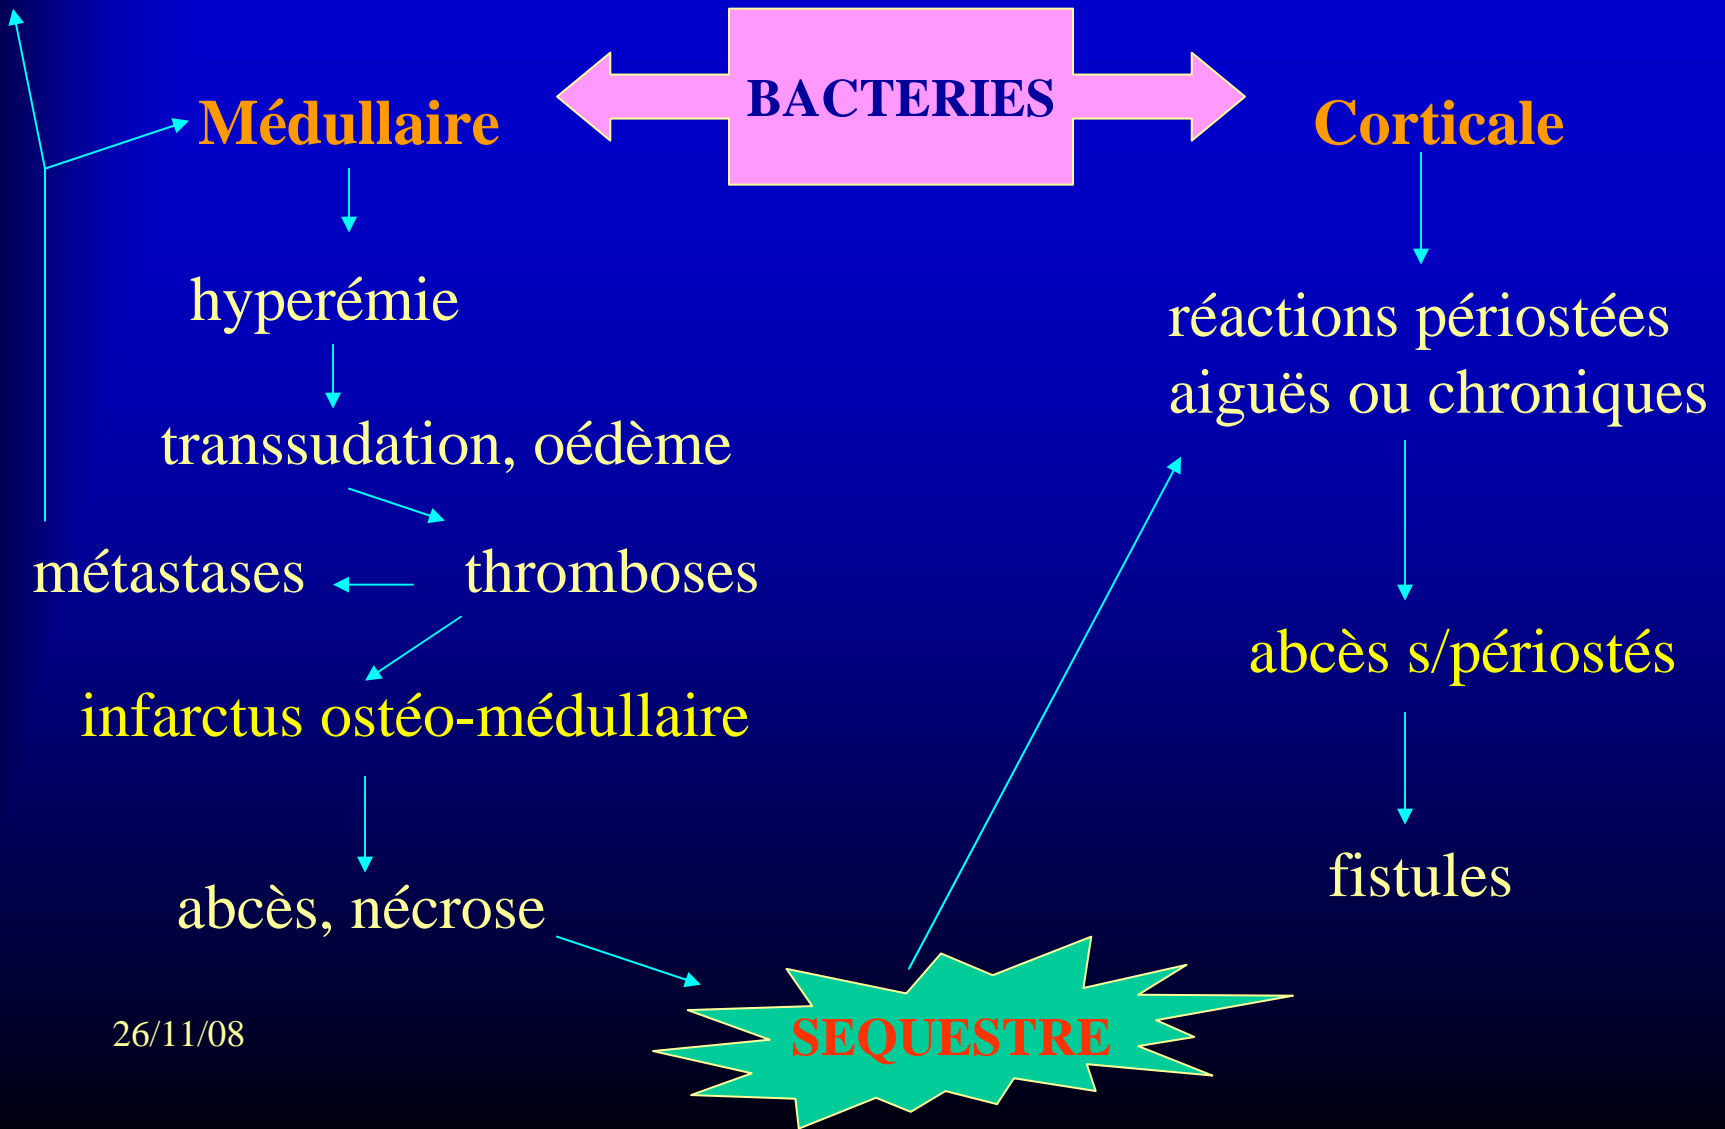 BACTERIES
Médullaire
hyperémie
transsudation, oédème
métastases
thromboses
infarctus ostéo-médullaire
abcès, nécrose
SEQUESTRE
Corticale
réactions périostées
aiguës ou chroniques
abcès s/périostés
fistules
26/11/08